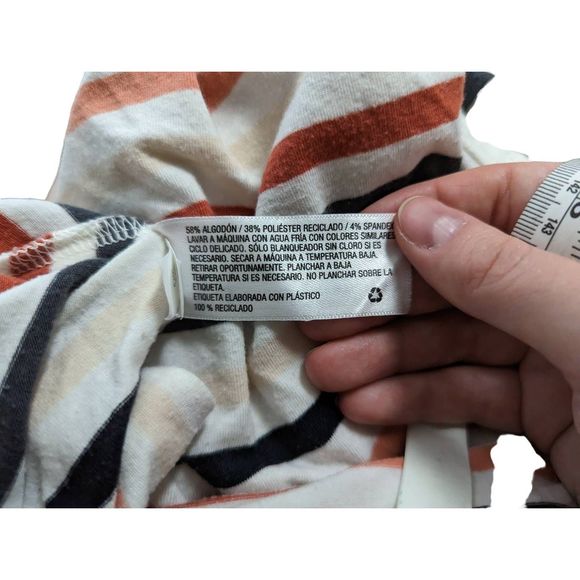 58% ALGODÓN / 38% POLIÉSTER RECICLADO / 4% SPANDEX
LAVAR A MÁQUINA CON AGUA FRÍA CON COLORES SIMILARES
CICLO DELICADO. SÓLO BLANQUEADOR SIN CLORO SI ES
NECESARIO. SECAR A MÁQUINA A TEMPERATURA BAJA.
RETIRAR OPORTUNAMENTE. PLANCHAR A BAJA
TEMPERATURA SI ES NECESARIO. NO PLANCHAR SOBRE LA
ETIQUETA.
ETIQUETA ELABORADA CON PLÁSTICO
100 % RECICLADO
143